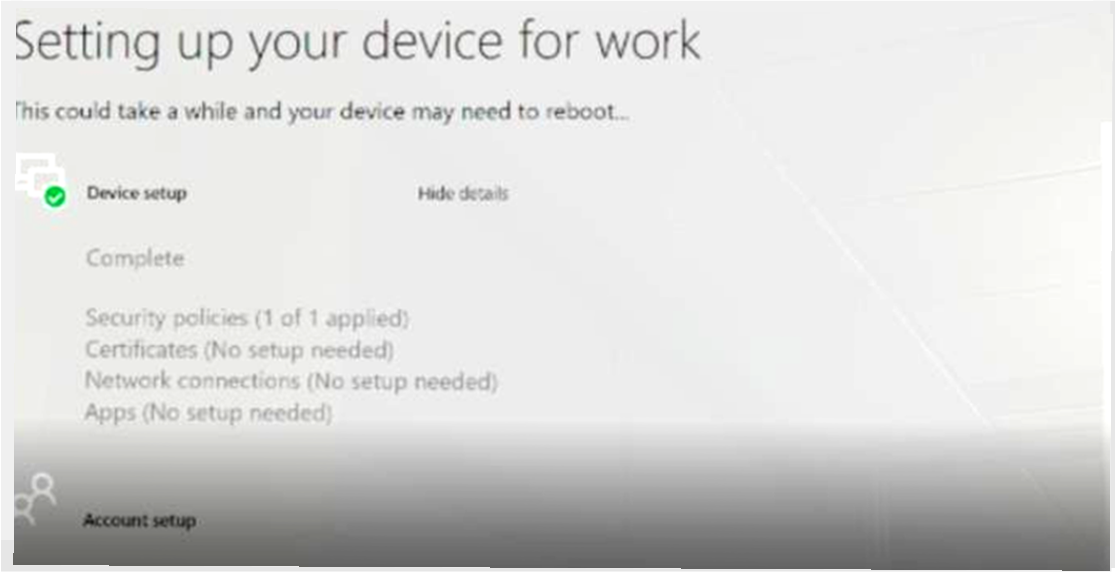 Setting up your device for work
This could take a while and your device may need to reboot...
Device setup Hide details
Complete
Security policies (1 of 1 applied)
Certificates (No setup needed)
Network connections (No setup needed)
Apps (No setup needed)
Account setup